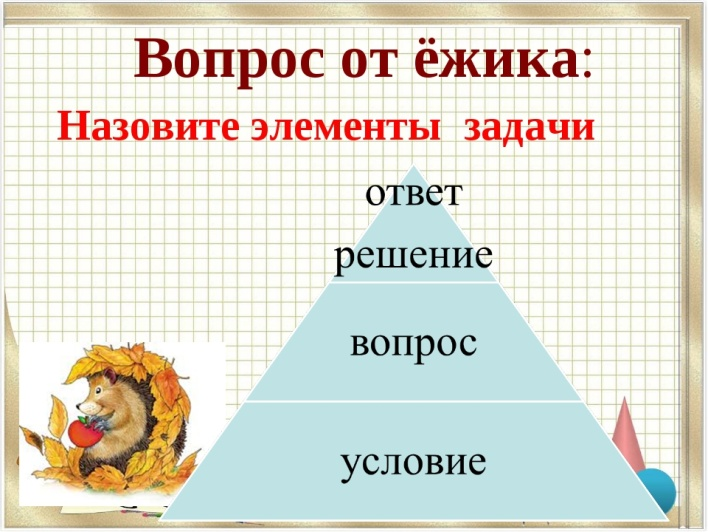 Вопрос от ёжика:
Назовите элементы задачи
ответ
решение
вопрос
условие